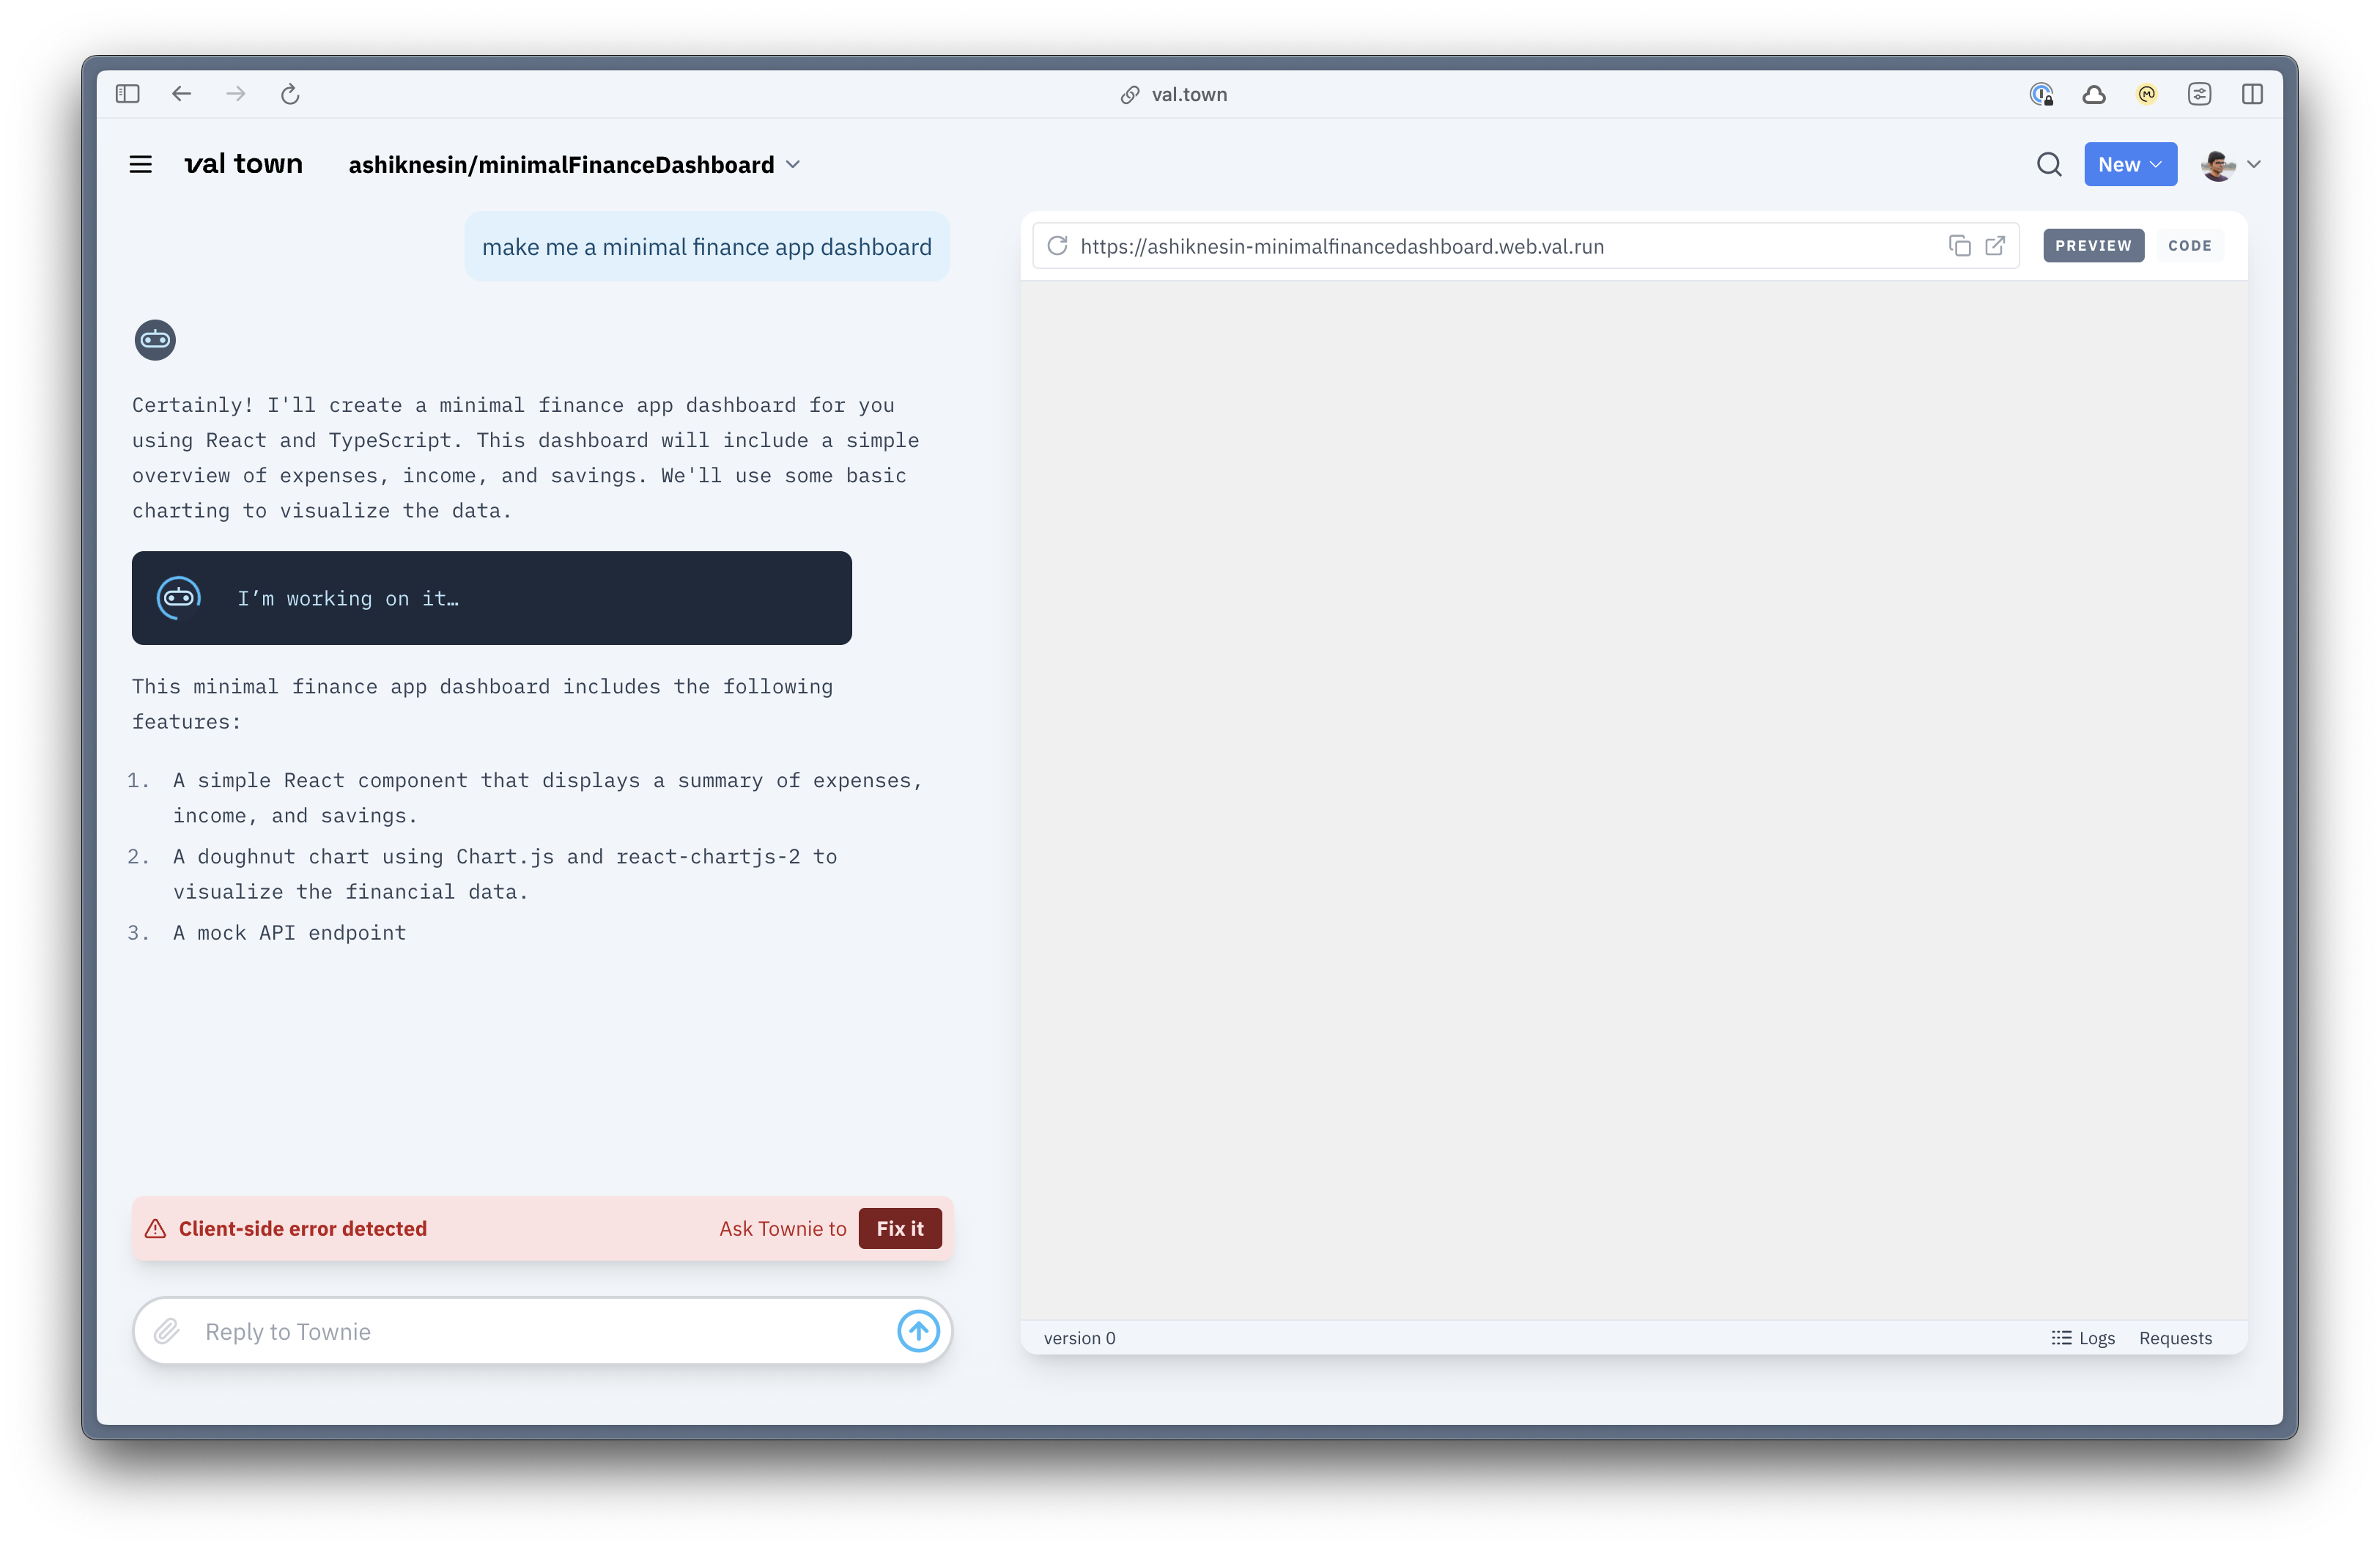 val.town
val town
ashiknesin/minimalFinanceDashboard
New
make me a minimal finance app dashboard
Certainly! I'll create a minimal finance app dashboard for you
using React and TypeScript. This dashboard will include a simple
overview of expenses, income, and savings. We'll use some basic
charting to visualize the data.
I’m working on it…
This minimal finance app dashboard includes the following
features:
1. A simple React component that displays a summary of expenses,
income, and savings.
2. A doughnut chart using Chart.js and react-chartjs-2 to
visualize the financial data.
3. A mock API endpoint
Client-side error detected
Ask Townie to Fix it
Reply to Townie
https://ashiknesin-minimalfinancedashboard.web.val.run
PREVIEW
CODE
version 0
Logs
Requests